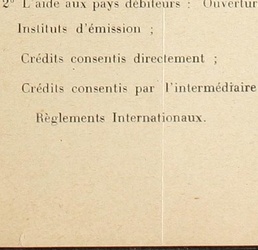 2° L'aide aux pays débiteurs : Ouvertur
Instituts d'émission ;
Crédits consentis directement ;
Crédits consentis par l'intermédiaire
Règlements Internationaux.